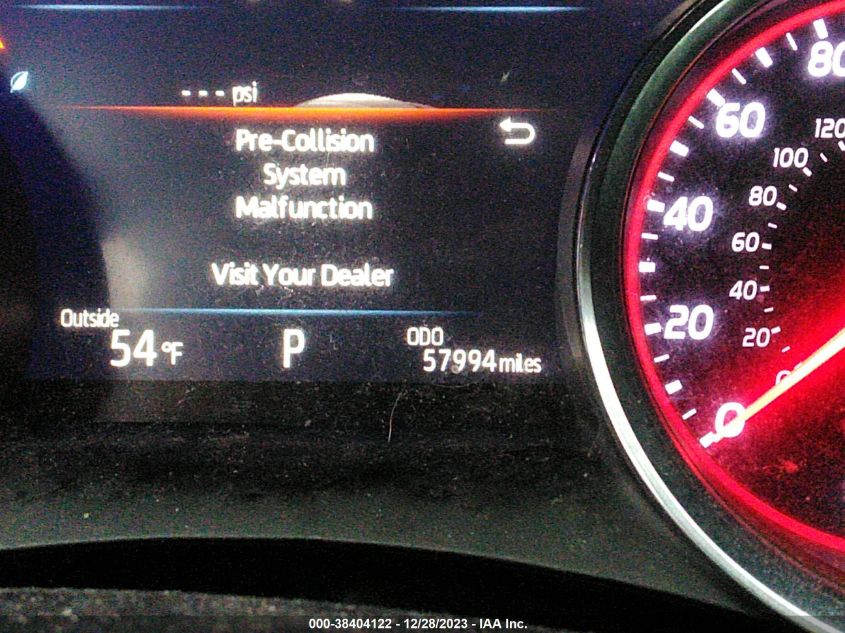 --- psi
Pre-Collision
System
Malfunction
Visit Your Dealer
Outside
54 °F
P
ODO
57994 miles
80
60
40
20
0
120
100
80
60
40
20
000-38404122 - 12/28/2023 - IAA Inc.